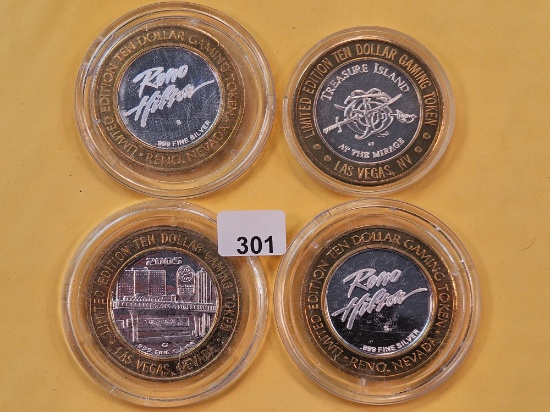 LIMITED EDITION TEN DOLLAR GAMING TOKEN
Reno
Hilton
.999 FINE SILVER
RENO, NEVADA
LIMITED EDITION TEN DOLLAR GAMING TOKEN
TREASURE ISLAND
AT THE MIRAGE
LAS VEGAS, NV
301
LIMITED EDITION TEN DOLLAR GAMING TOKEN
2005
.999 FINE SILVER
LAS VEGAS, NEVADA
LIMITED EDITION TEN DOLLAR GAMING TOKEN
Reno
Hilton
.999 FINE SILVER
RENO, NEVADA